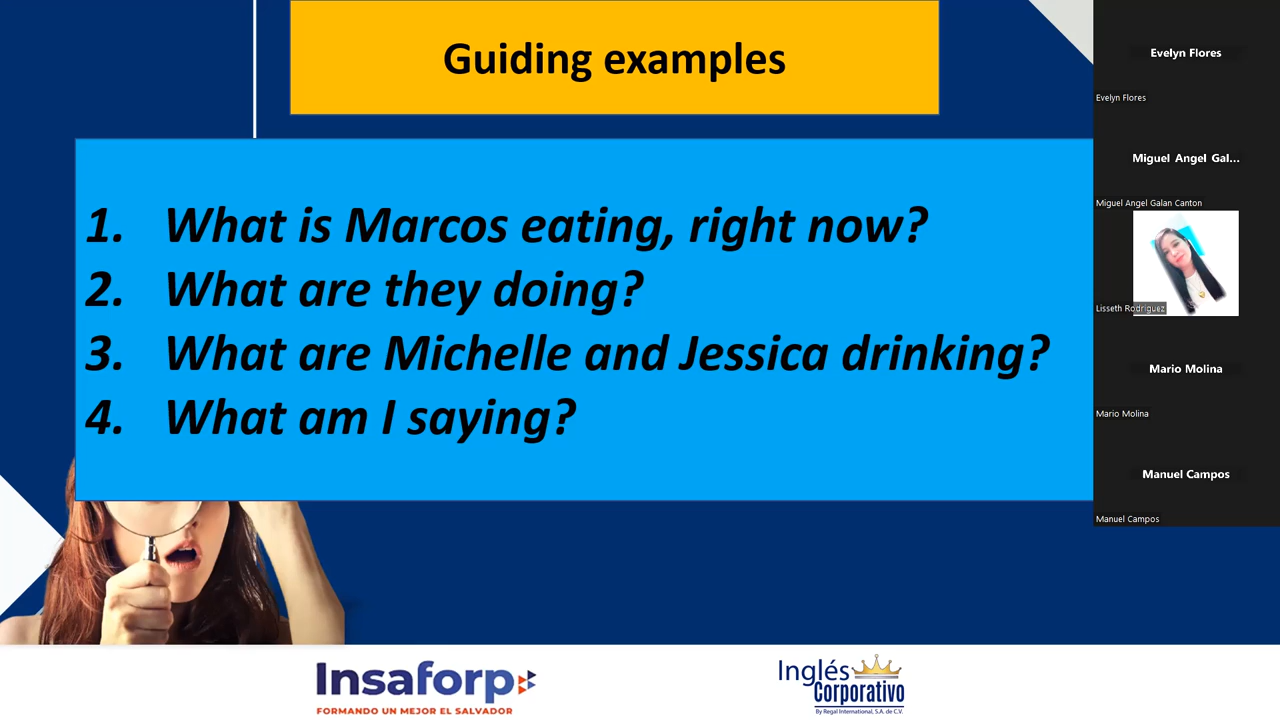 Guiding examples
1. What is Marcos eating, right now?
2. What are they doing?
3. What are Michelle and Jessica drinking?
4. What am I saying?
Evelyn Flores
Evelyn Flores
Miguel Angel Gal...
Miguel Angel Galan Canton
Lisseth Rodriguez
Mario Molina
Mario Molina
Manuel Campos
Manuel Campos
Insaforp
FORMANDO UN MEJOR EL SALVADOR
Inglés
Corporativo
By Regal International, S.A. de C.V.